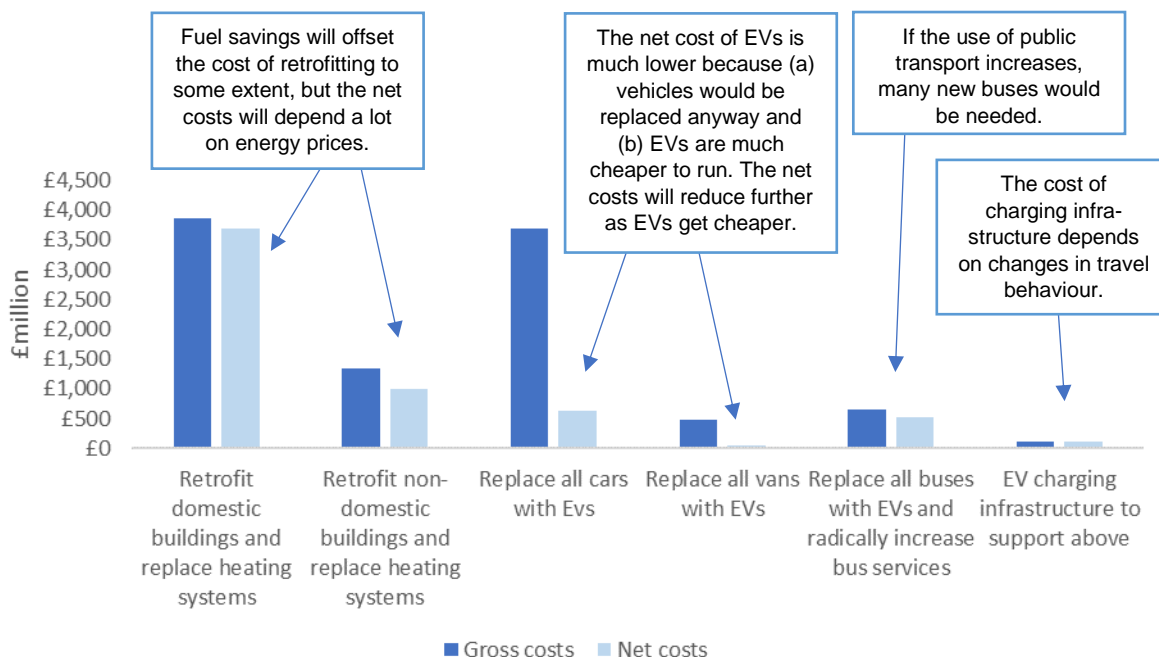 Fuel savings will offset
the cost of retrofitting to
some extent, but the net
costs will depend a lot
on energy prices.
The net cost of EVs is
much lower because (a)
vehicles would be
replaced anyway and
(b) EVs are much
cheaper to run. The net
costs will reduce further
as EVs get cheaper.
If the use of public
transport increases,
many new buses would
be needed.
The cost of
charging infra-
structure depends
on changes in travel
behaviour.
£million
£4,500
£4,000
£3,500
£3,000
£2,500
£2,000
£1,500
£1,000
£500
£0
Retrofit
domestic
buildings and
replace heating
systems
Retrofit non-
domestic
buildings and
replace heating
systems
Replace all cars
with Evs
Replace all vans
with EVs
Replace all buses
with EVs and
radically increase
bus services
EV charging
infrastructure to
support above
Gross costs
Net costs